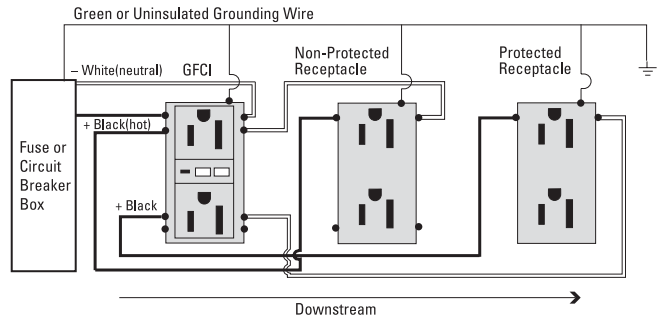 Green or Uninsulated Grounding Wire
– White(neutral)
GFCI
Non-Protected
Receptacle
Protected
Receptacle
+ Black(hot)
Fuse or
Circuit
Breaker
Box
+ Black
Downstream